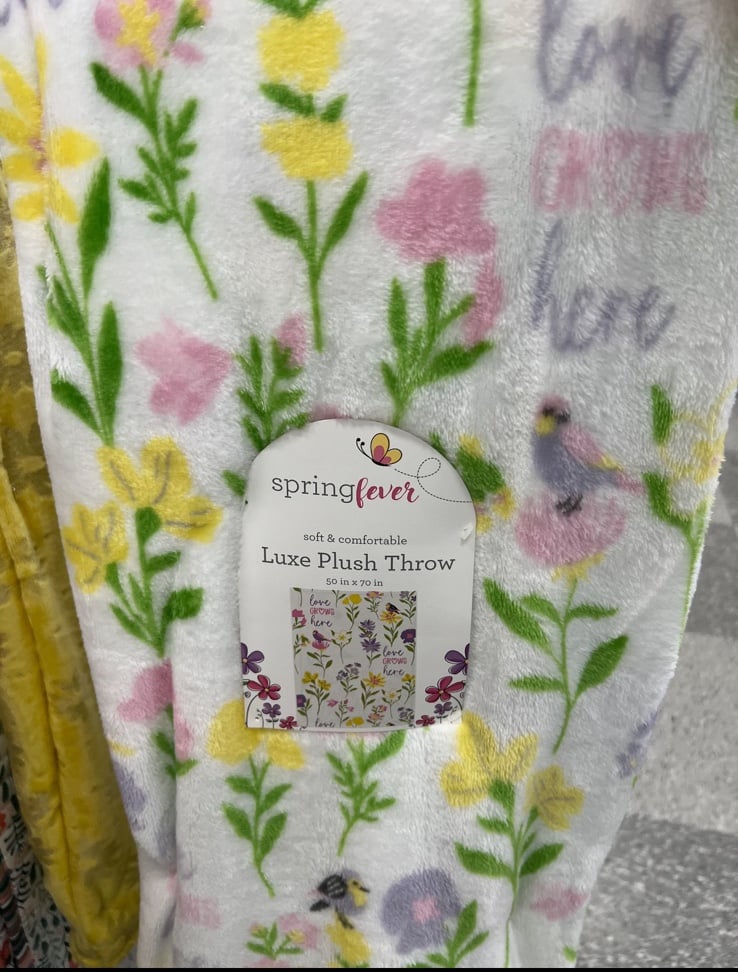 love
GROWS
here
springfever
soft & comfortable
Luxe Plush Throw
50 in x 70 in
love
GROWS
here
love
GROWS
here
love